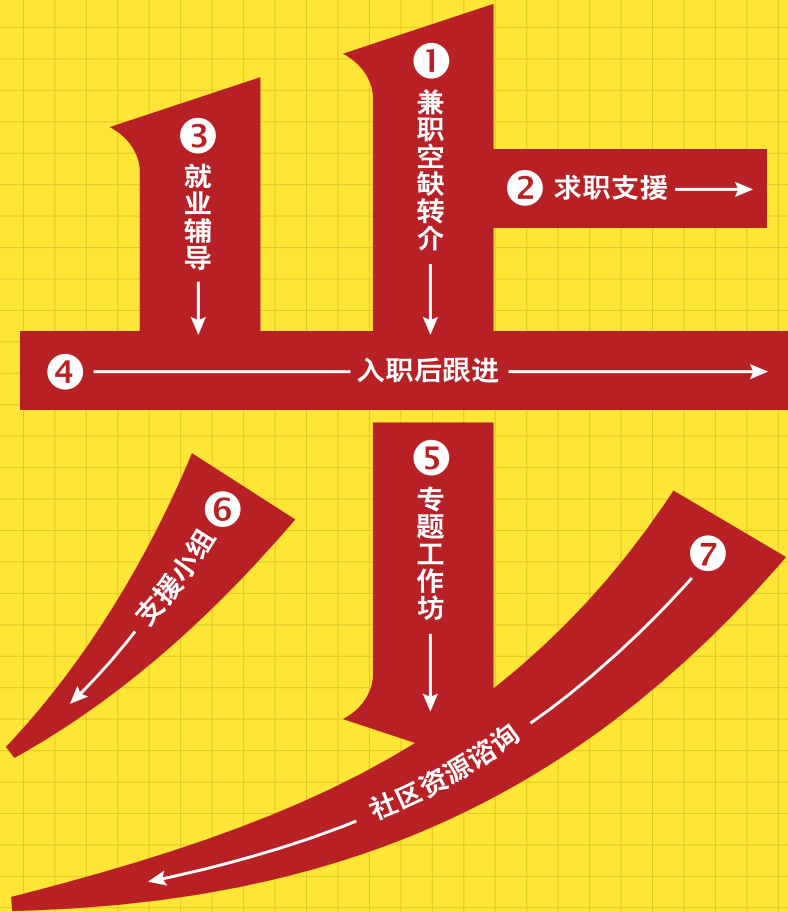 1 兼职空缺转介
2 求职支援
3 就业辅导
4 入职后跟进
5 专题工作坊
6 支援小组
7 社区资源谘询